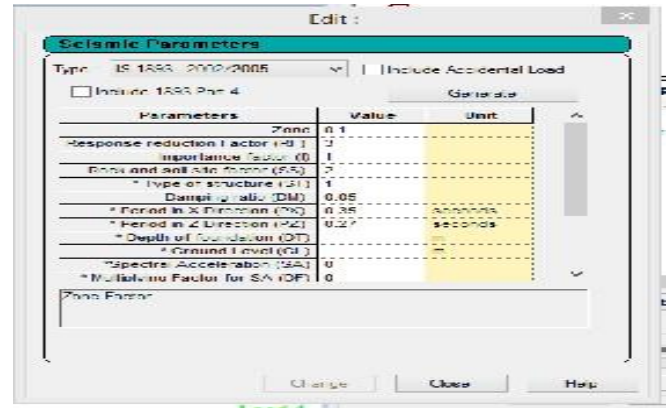 Edit :
Seismic Parameters
Type IS 1893 - 2002/2005 Include Accidental Load
Include 1893 Part 4 Generate
Parameters Value Unit
Zone 0.1
Response reduction Factor (RF) 3
Importance factor (I) 1
Rock and soil site factor (SS) 2
* Type of structure (ST) 1
Damping ratio (DM) 0.05
* Period in X Direction (PX) 0.35 seconds
* Period in Z Direction (PZ) 0.27 seconds
* Depth of foundation (DT) m
* Ground Level (GL) m
*Spectral Acceleration (SA) 0
* Multiplying Factor for SA (DF) 0
Zone Factor
Change Close Help